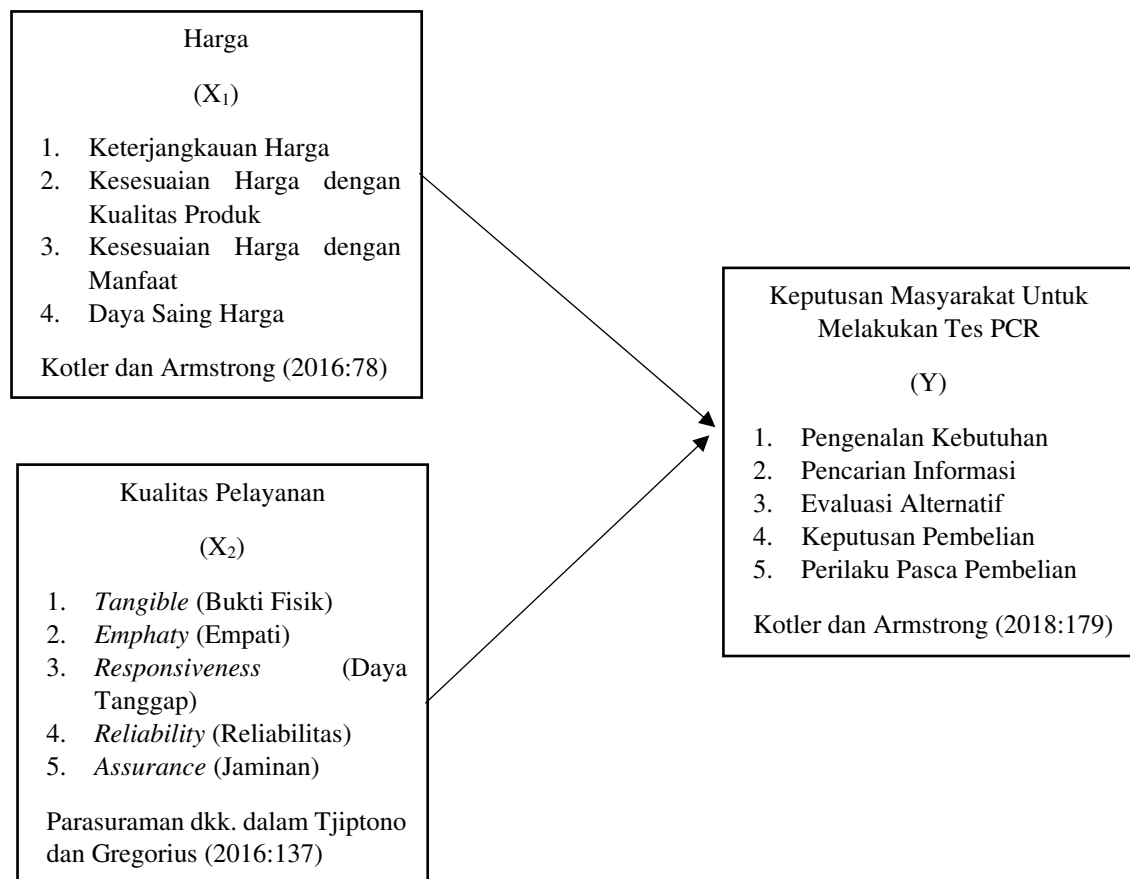 Harga
(X₁)
1. Keterjangkauan Harga
2. Kesesuaian Harga dengan
Kualitas Produk
3. Kesesuaian Harga dengan
Manfaat
4. Daya Saing Harga
Kotler dan Armstrong (2016:78)
Kualitas Pelayanan
(X₂)
1. Tangible (Bukti Fisik)
2. Emphaty (Empati)
3. Responsiveness (Daya
Tanggap)
4. Reliability (Reliabilitas)
5. Assurance (Jaminan)
Parasuraman dkk. dalam Tjiptono
dan Gregorius (2016:137)
Keputusan Masyarakat Untuk
Melakukan Tes PCR
(Y)
1. Pengenalan Kebutuhan
2. Pencarian Informasi
3. Evaluasi Alternatif
4. Keputusan Pembelian
5. Perilaku Pasca Pembelian
Kotler dan Armstrong (2018:179)